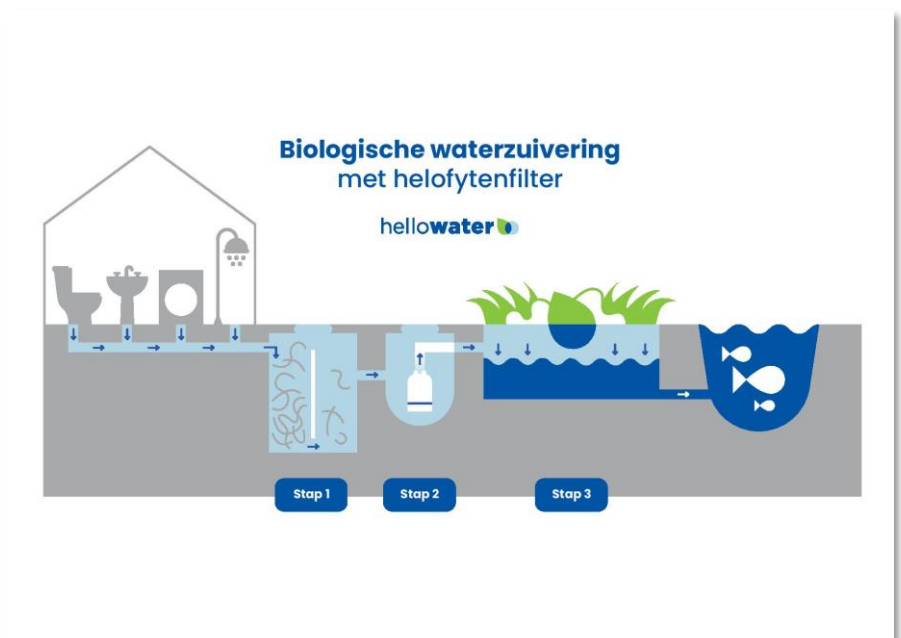 Biologische waterzuivering
met helofytenfilter
hellowater
Stap 1
Stap 2
Stap 3